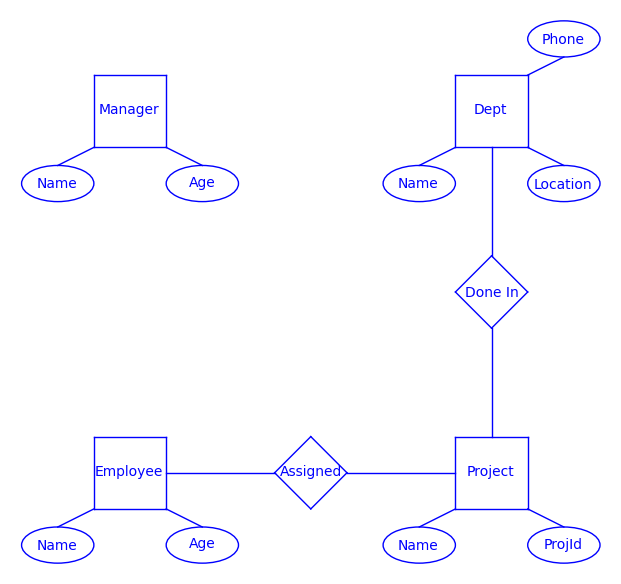 Phone
Manager
Dept
Name
Age
Name
Location
Done In
Employee
Assigned
Project
Name
Age
Name
ProjId